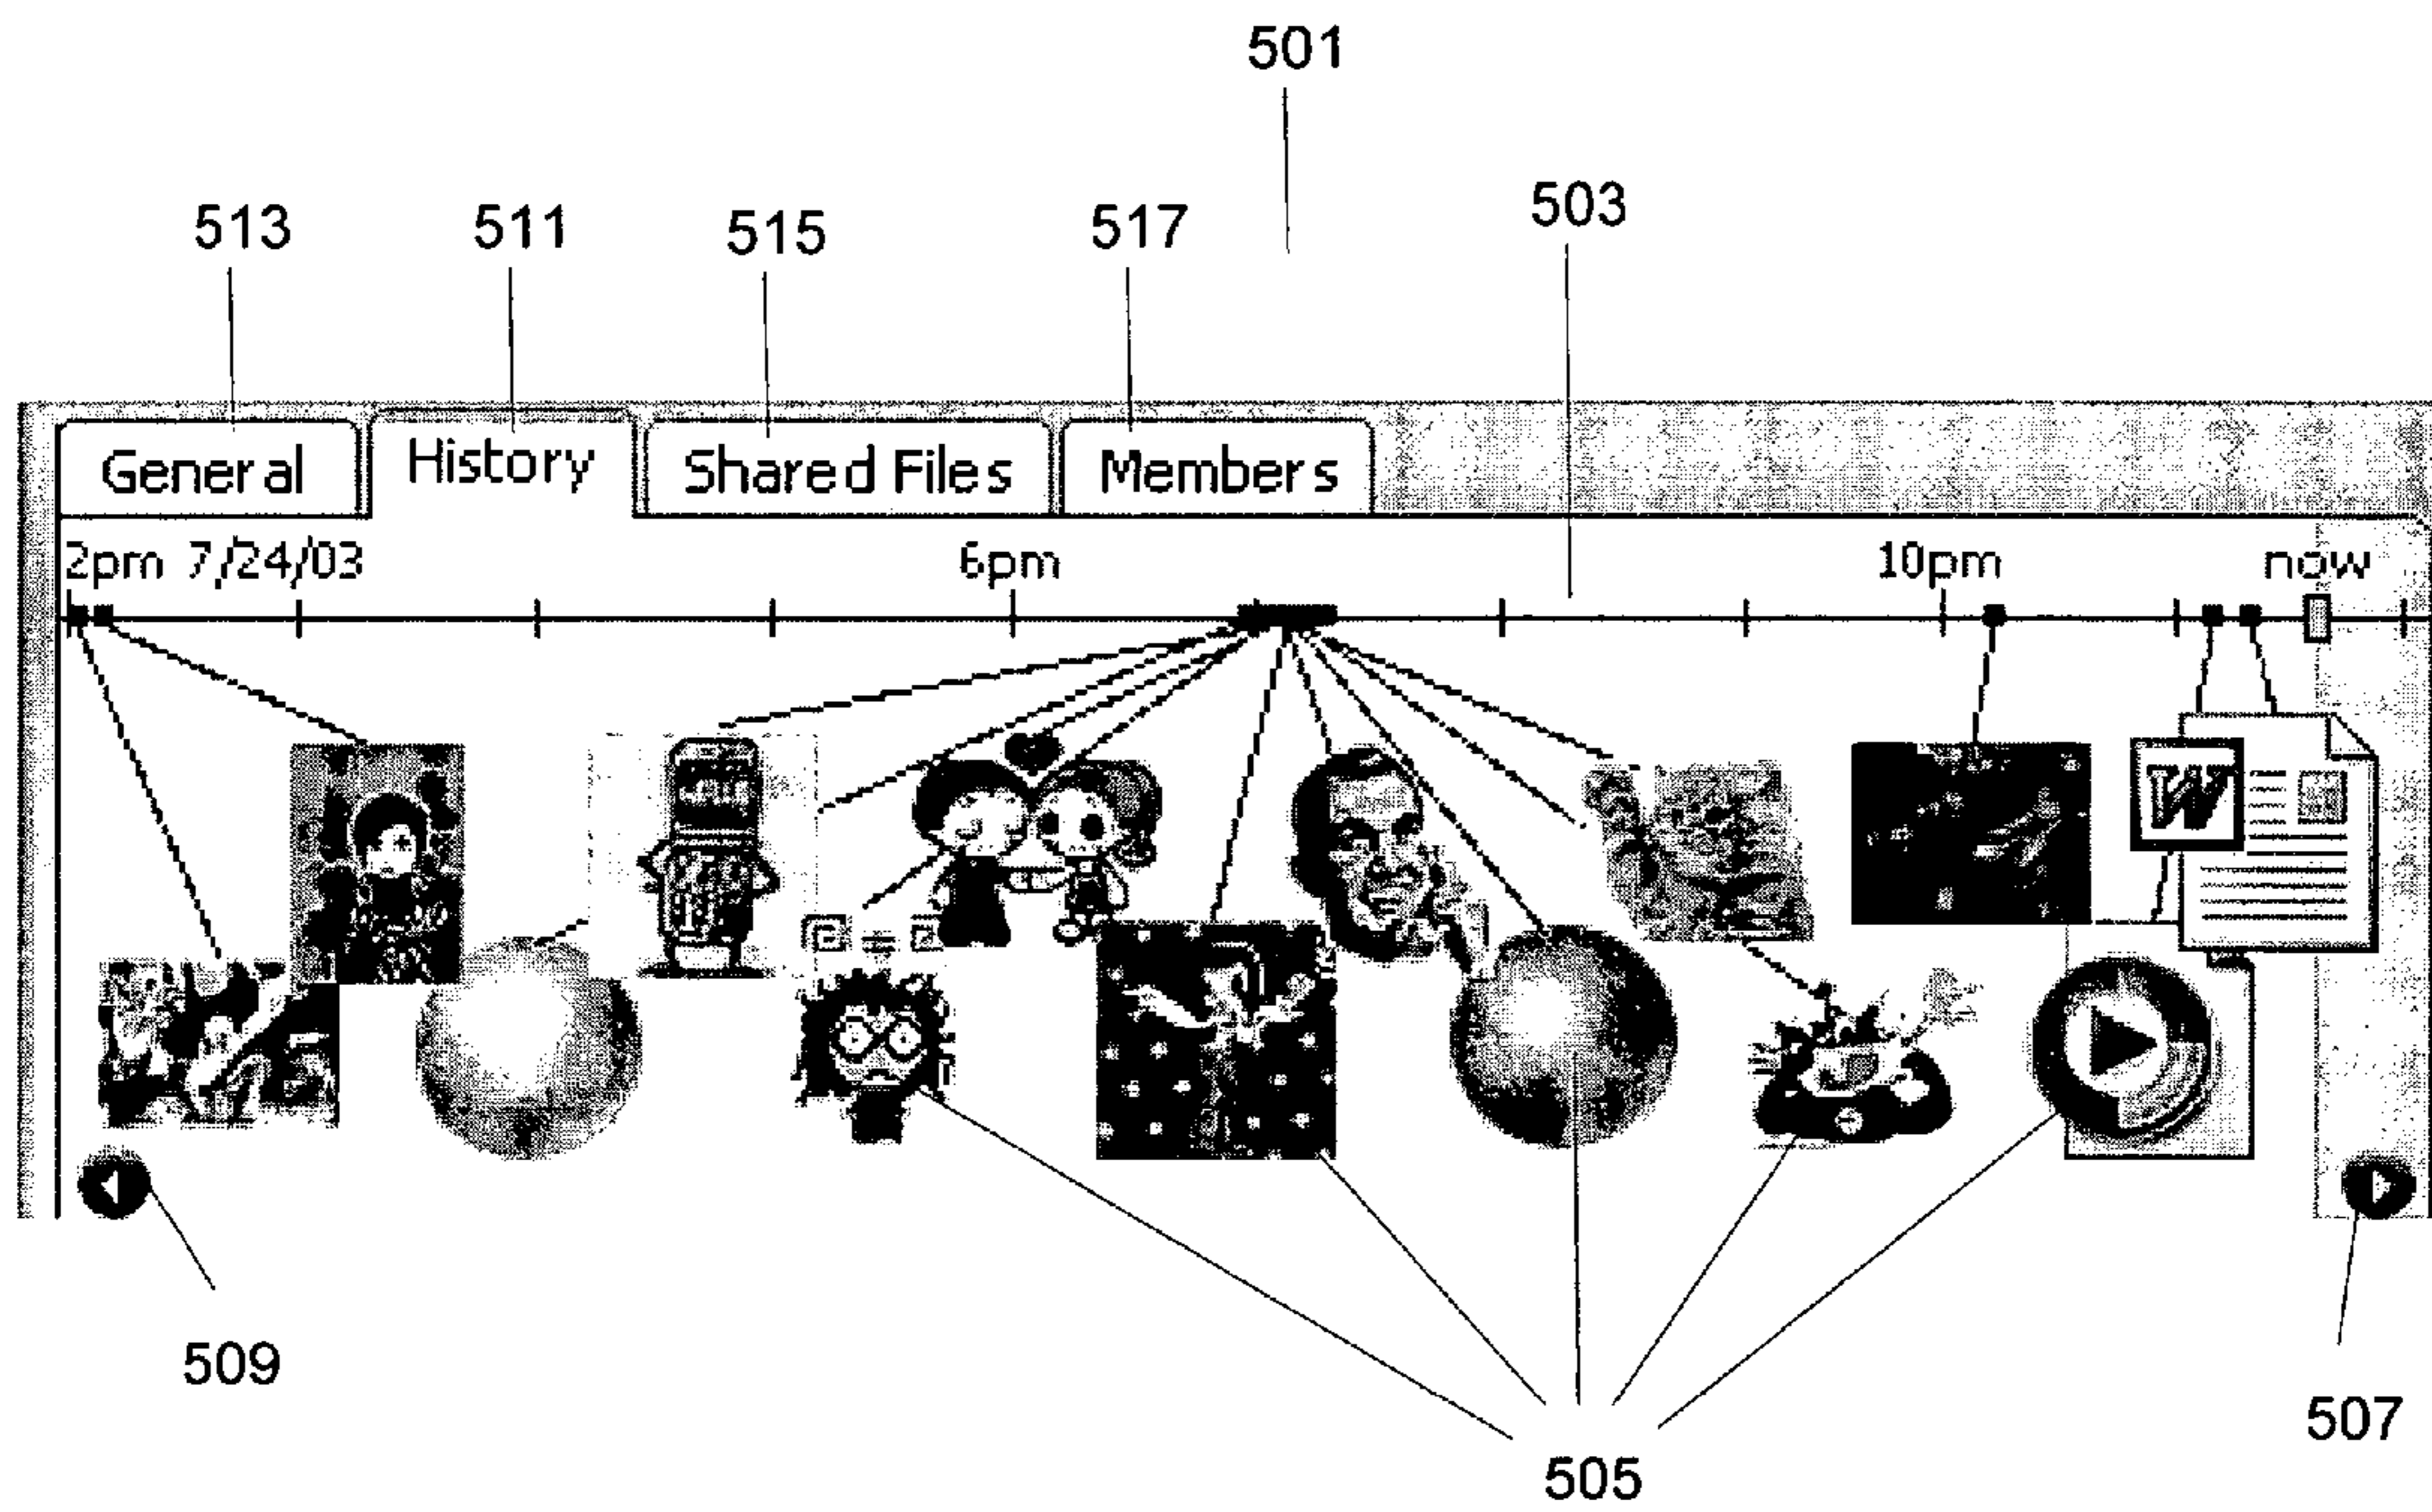 501
503
513 511 515 517
General History Shared Files Members
2pm 7/24/03 6pm 10pm now
W
509
507
505